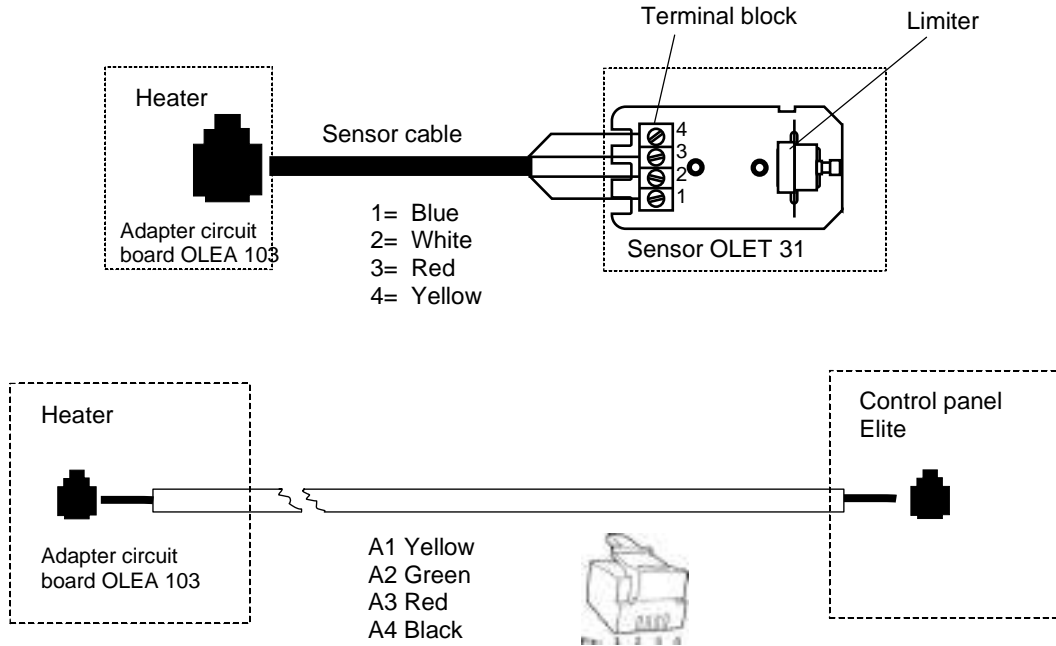 Terminal block
Limiter
Heater
Sensor cable
4
3
2
1
Adapter circuit
board OLEA 103
1= Blue
2= White
3= Red
4= Yellow
Sensor OLET 31
Heater
Control panel
Elite
Adapter circuit
board OLEA 103
A1 Yellow
A2 Green
A3 Red
A4 Black